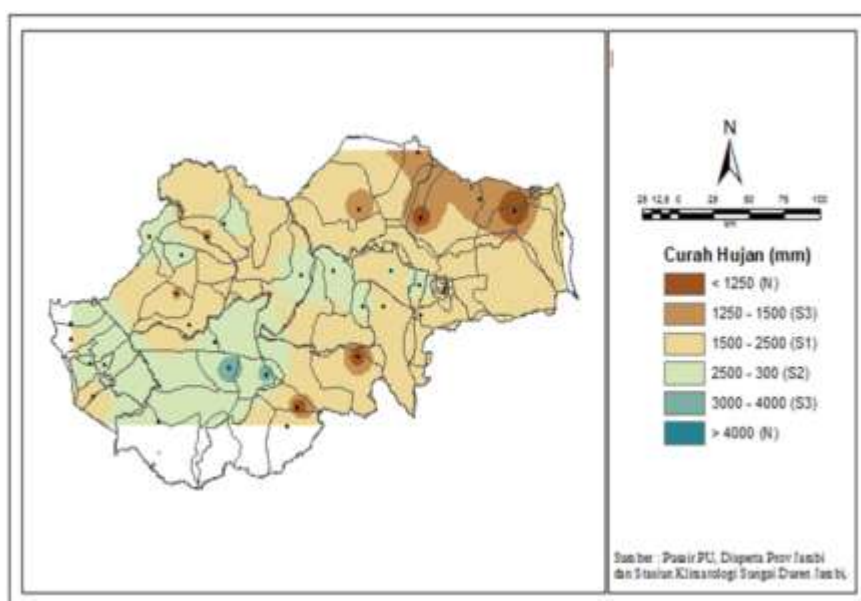 N
25 12,5 0 25 50 75 100
km
Curah Hujan (mm)
< 1250 (N)
1250 - 1500 (S3)
1500 - 2500 (S1)
2500 - 300 (S2)
3000 - 4000 (S3)
> 4000 (N)
Sumber : PU, Disperta Prov Jambi
dan Stasiun Klimatologi Sungai Duren Jambi,